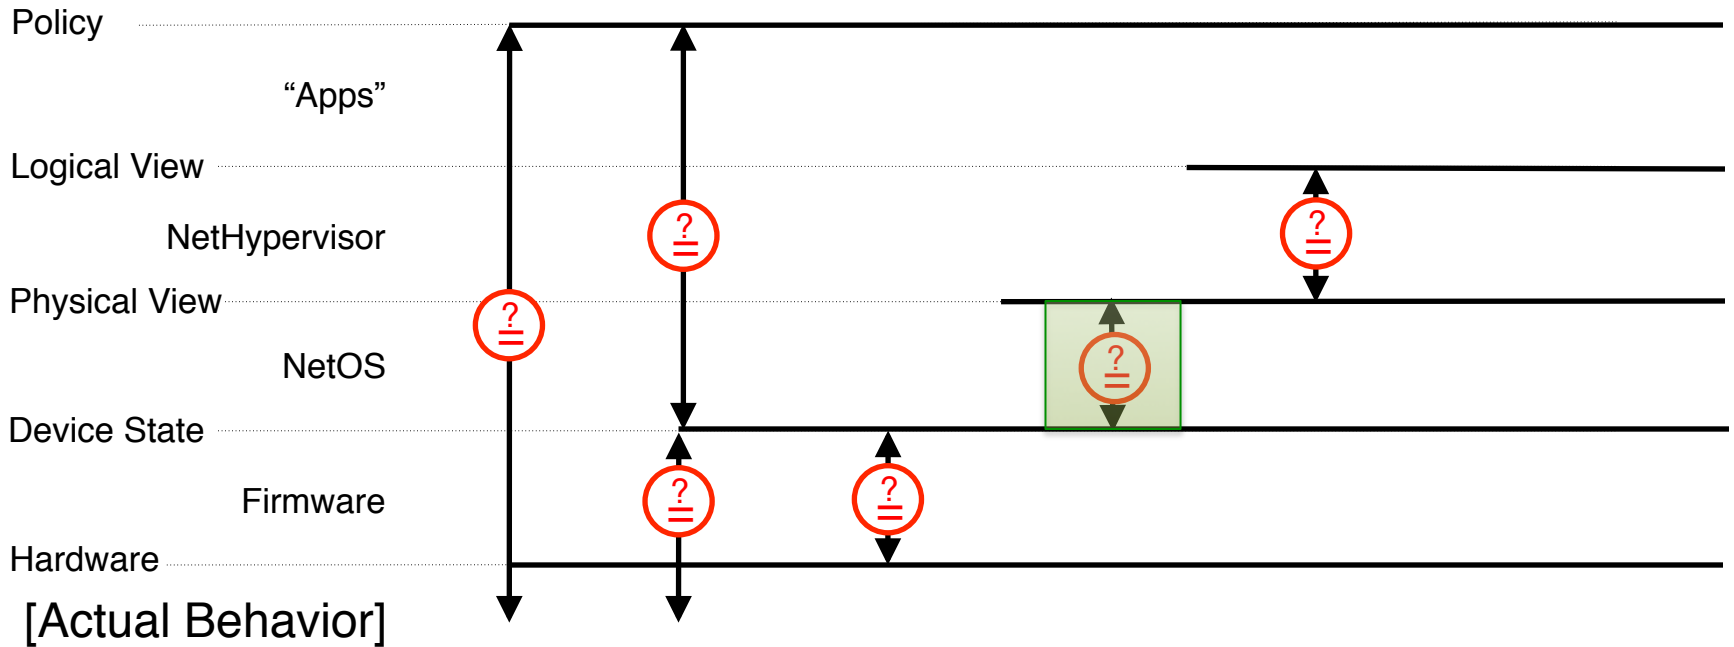 Policy
“Apps”
Logical View
NetHypervisor
?
=
?
=
Physical View
?
=
NetOS
?
=
Device State
Firmware
?
=
?
=
Hardware
[Actual Behavior]